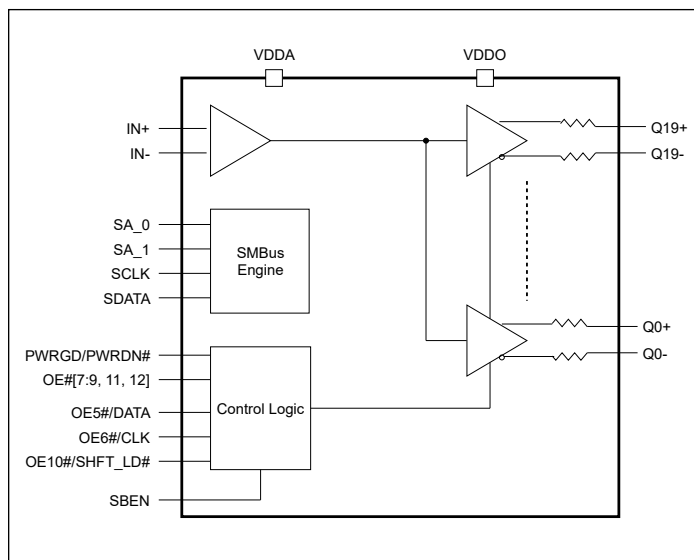 VDDA
VDDO
IN+
IN-
Q19+
Q19-
SA_0
SA_1
SCLK
SDATA
SMBus
Engine
Q0+
Q0-
PWRGD/PWRDN#
OE#[7:9, 11, 12]
OE5#/DATA
OE6#/CLK
OE10#/SHFT_LD#
Control Logic
SBEN